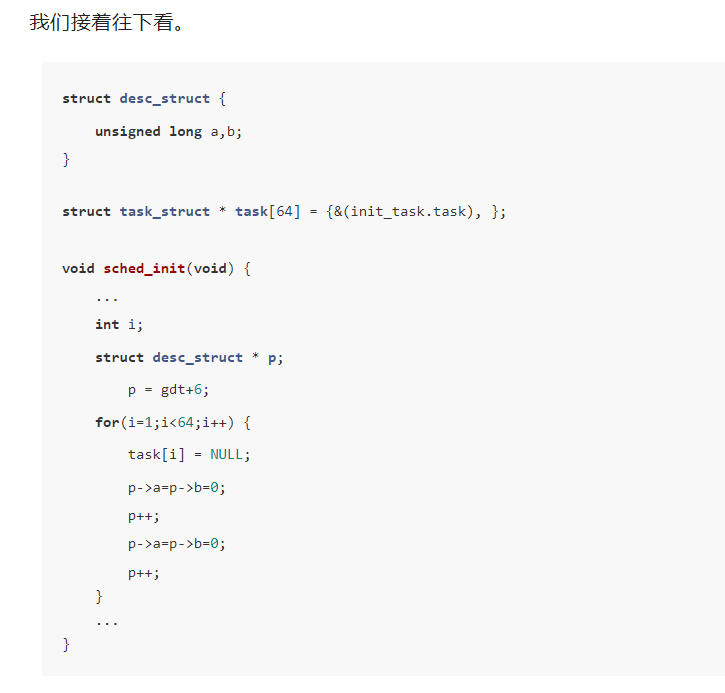 我们接着往下看。
struct desc_struct {
    unsigned long a,b;
}
struct task_struct * task[64] = {&(init_task.task), };
void sched_init(void) {
    ...
    int i;
    struct desc_struct * p;
        p = gdt+6;
    for(i=1;i<64;i++) {
        task[i] = NULL;
        p->a=p->b=0;
        p++;
        p->a=p->b=0;
        p++;
    }
    ...
}